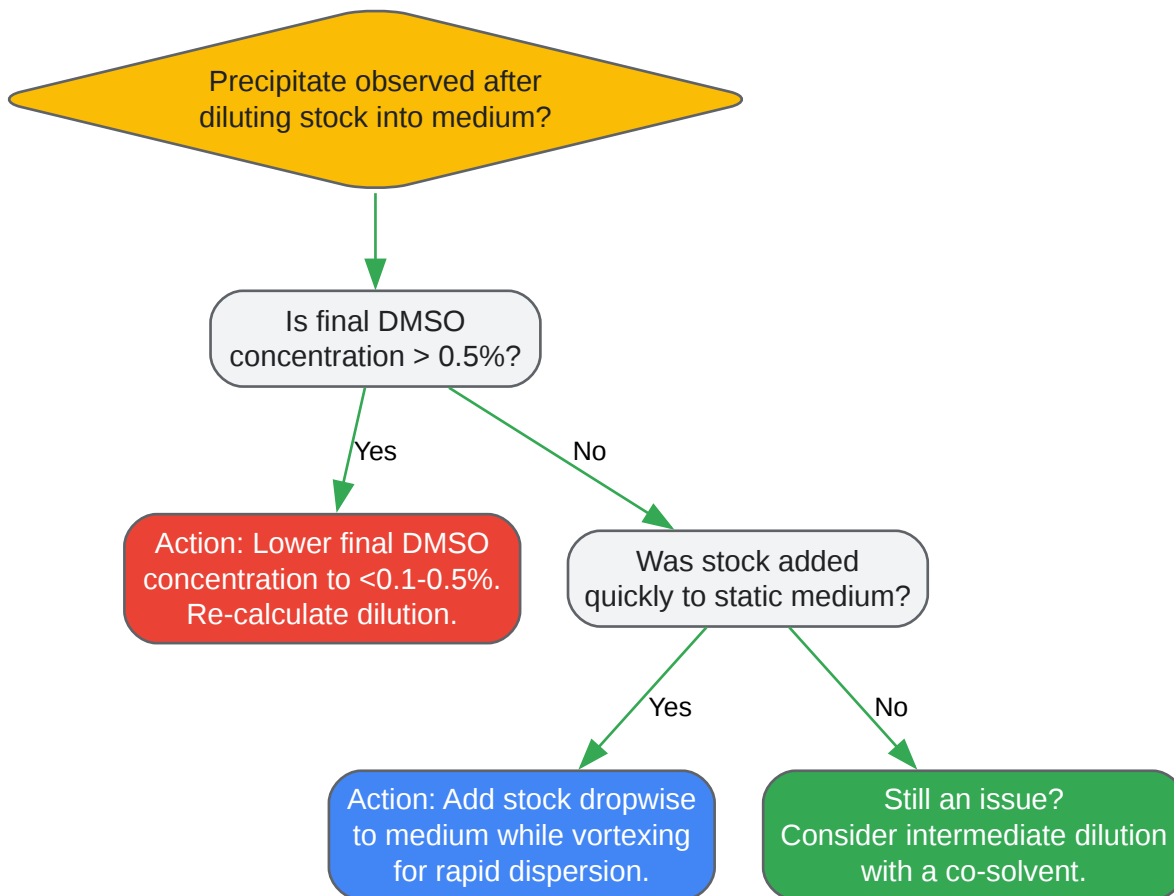 Precipitate observed after
diluting stock into medium?
Is final DMSO
concentration > 0.5%?
Yes
No
Action: Lower final DMSO
concentration to <0.1-0.5%.
Re-calculate dilution.
Was stock added
quickly to static medium?
Yes
No
Action: Add stock dropwise
to medium while vortexing
for rapid dispersion.
Still an issue?
Consider intermediate dilution
with a co-solvent.